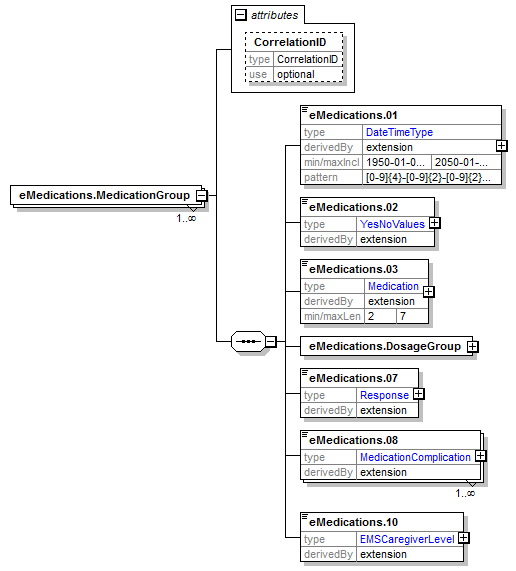 attributes
CorrelationID
type CorrelationID
use optional
eMedications.MedicationGroup
1..∞
eMedications.01
type DateTimeType
derivedBy extension
min/maxIncl 1950-01-0... 2050-01-...
pattern [0-9]{4}-[0-9]{2}-[0-9]{2}...
eMedications.02
type YesNoValues
derivedBy extension
eMedications.03
type Medication
derivedBy extension
min/maxLen 2 7
eMedications.DosageGroup
eMedications.07
type Response
derivedBy extension
eMedications.08
type MedicationComplication
derivedBy extension
1..∞
eMedications.10
type EMSCaregiverLevel
derivedBy extension